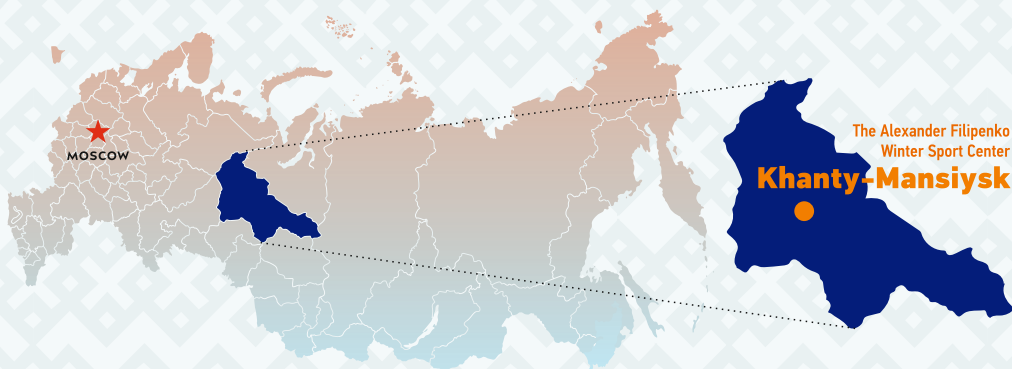 MOSCOW
The Alexander Filipenko
Winter Sport Center
Khanty-Mansiysk